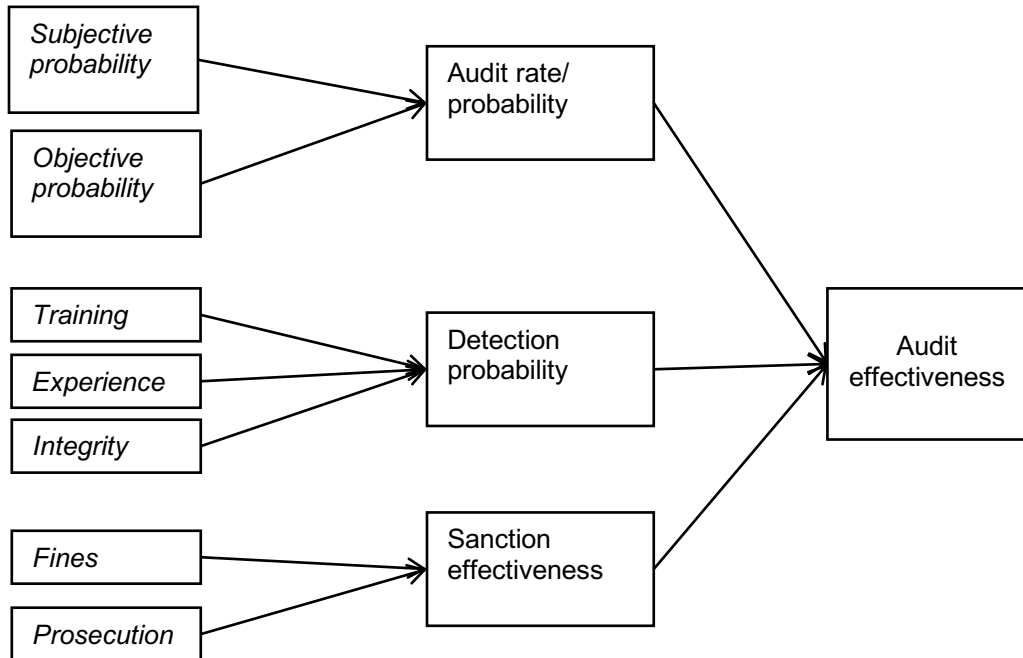 Subjective
probability
Objective
probability
Training
Experience
Integrity
Fines
Prosecution
Audit rate/
probability
Detection
probability
Sanction
effectiveness
Audit
effectiveness